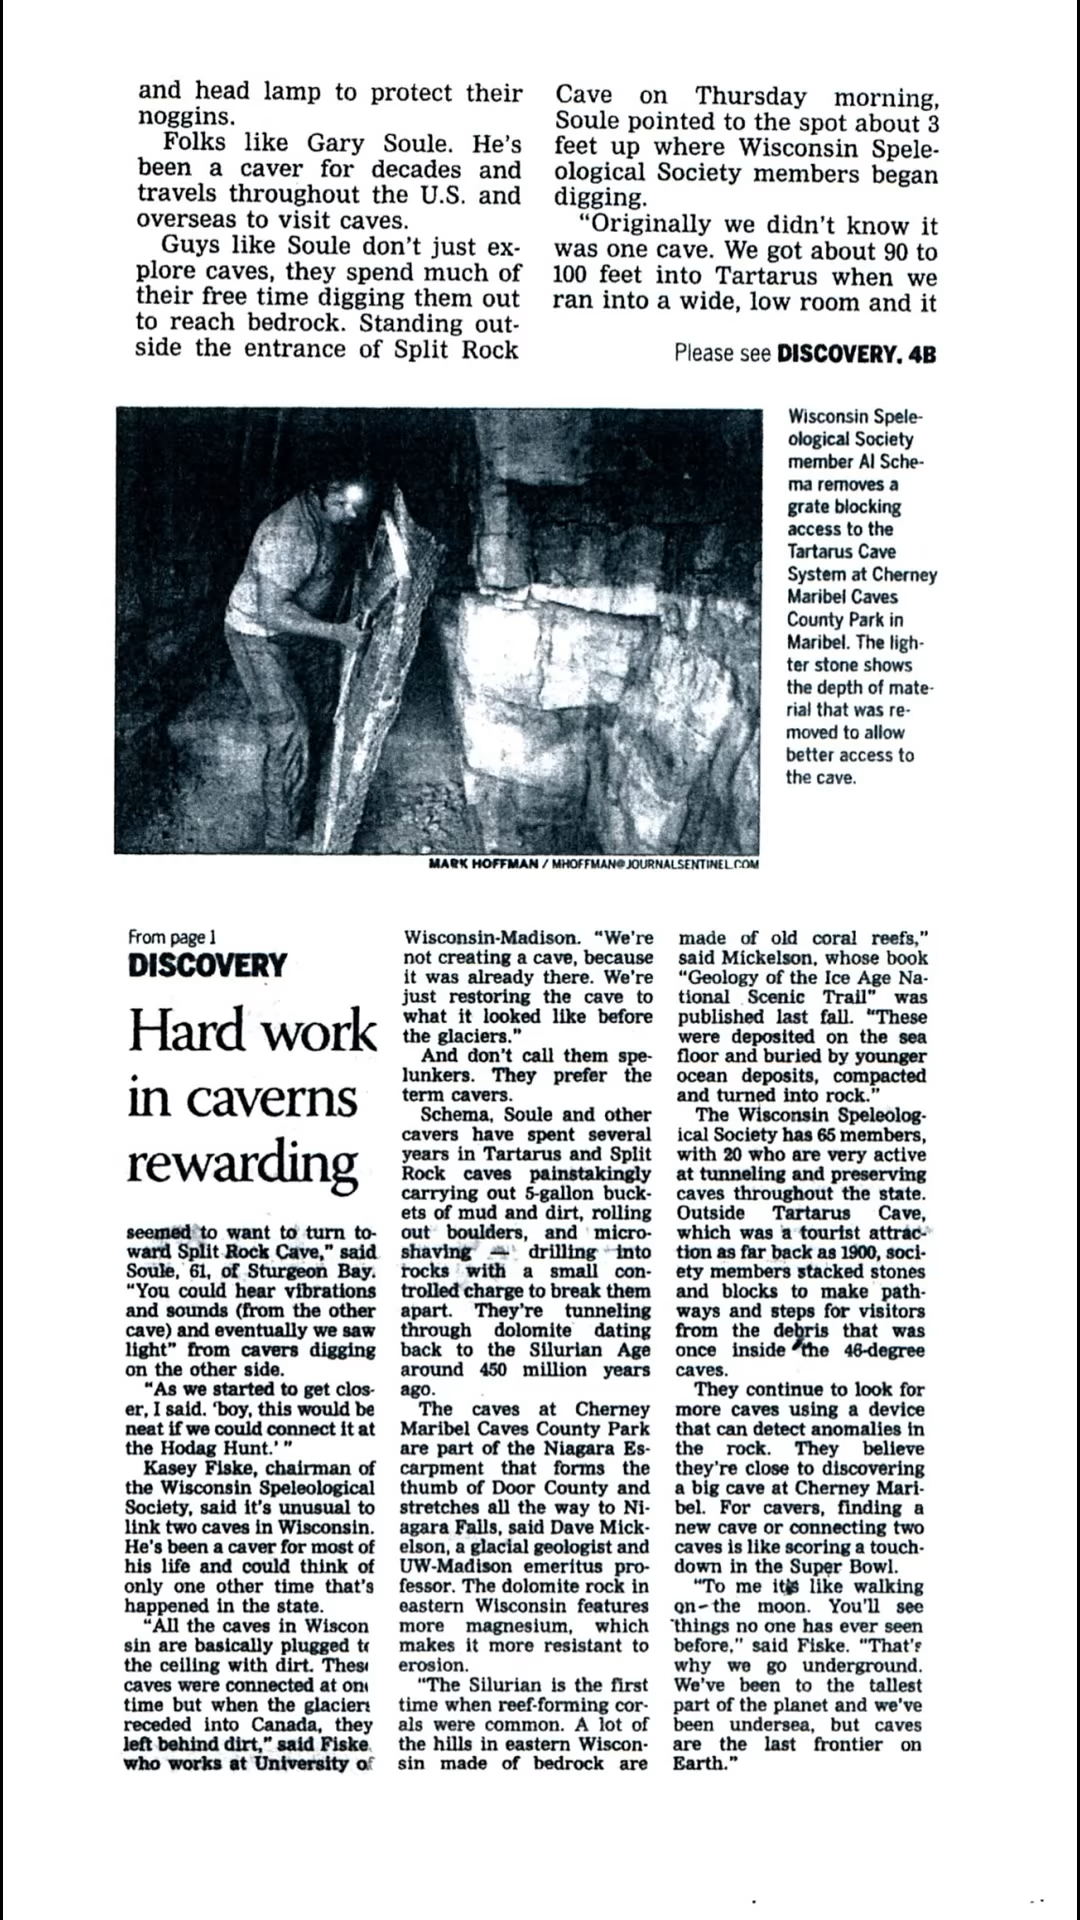 and head lamp to protect their
noggins.
Folks like Gary Soule. He's
been a caver for decades and
travels throughout the U.S. and
overseas to visit caves.
Guys like Soule don't just ex-
plore caves, they spend much of
their free time digging them out
to reach bedrock. Standing out-
side the entrance of Split Rock
Cave on Thursday morning,
Soule pointed to the spot about 3
feet up where Wisconsin Spele-
ological Society members began
digging.
"Originally we didn't know it
was one cave. We got about 90 to
100 feet into Tartarus when we
ran into a wide, low room and it
Please see DISCOVERY, 4B
Wisconsin Spele-
ological Society
member Al Sche-
ma removes a
grate blocking
access to the
Tartarus Cave
System at Cherney
Maribel Caves
County Park in
Maribel. The ligh-
ter stone shows
the depth of mate-
rial that was re-
moved to allow
better access to
the cave.
MARK HOFFMAN / MHOFFMAN@JOURNALSENTINEL.COM
From page 1
DISCOVERY
Hard work
in caverns
rewarding
seemed to want to turn to-
ward Split Rock Cave," said
Soule, 61, of Sturgeon Bay.
"You could hear vibrations
and sounds (from the other
cave) and eventually we saw
light" from cavers digging
on the other side.
"As we started to get clos-
er, I said. 'boy, this would be
neat if we could connect it at
the Hodag Hunt.' "
Kasey Fiske, chairman of
the Wisconsin Speleological
Society, said it's unusual to
link two caves in Wisconsin.
He's been a caver for most of
his life and could think of
only one other time that's
happened in the state.
"All the caves in Wiscon
sin are basically plugged to
the ceiling with dirt. These
caves were connected at one
time but when the glaciers
receded into Canada, they
left behind dirt," said Fiske
who works at University of
Wisconsin-Madison. "We're
not creating a cave, because
it was already there. We're
just restoring the cave to
what it looked like before
the glaciers."
And don't call them spe-
lunkers. They prefer the
term cavers.
Schema, Soule and other
cavers have spent several
years in Tartarus and Split
Rock caves painstakingly
carrying out 5-gallon buck-
ets of mud and dirt, rolling
out boulders, and micro-
shaving — drilling into
rocks with a small con-
trolled charge to break them
apart. They're tunneling
through dolomite dating
back to the Silurian Age
around 450 million years
ago.
The caves at Cherney
Maribel Caves County Park
are part of the Niagara Es-
carpment that forms the
thumb of Door County and
stretches all the way to Ni-
agara Falls, said Dave Mick-
elson, a glacial geologist and
UW-Madison emeritus pro-
fessor. The dolomite rock in
eastern Wisconsin features
more magnesium, which
makes it more resistant to
erosion.
"The Silurian is the first
time when reef-forming cor-
als were common. A lot of
the hills in eastern Wiscon-
sin made of bedrock are
made of old coral reefs,"
said Mickelson, whose book
"Geology of the Ice Age Na-
tional Scenic Trail" was
published last fall. "These
were deposited on the sea
floor and buried by younger
ocean deposits, compacted
and turned into rock."
The Wisconsin Speleolog-
ical Society has 65 members,
with 20 who are very active
at tunneling and preserving
caves throughout the state.
Outside Tartarus Cave,
which was a tourist attrac-
tion as far back as 1900, soci-
ety members stacked stones
and blocks to make path-
ways and steps for visitors
from the debris that was
once inside the 46-degree
caves.
They continue to look for
more caves using a device
that can detect anomalies in
the rock. They believe
they're close to discovering
a big cave at Cherney Mari-
bel. For cavers, finding a
new cave or connecting two
caves is like scoring a touch-
down in the Super Bowl.
"To me it's like walking
on the moon. You'll see
things no one has ever seen
before," said Fiske. "That's
why we go underground.
We've been to the tallest
part of the planet and we've
been undersea, but caves
are the last frontier on
Earth."